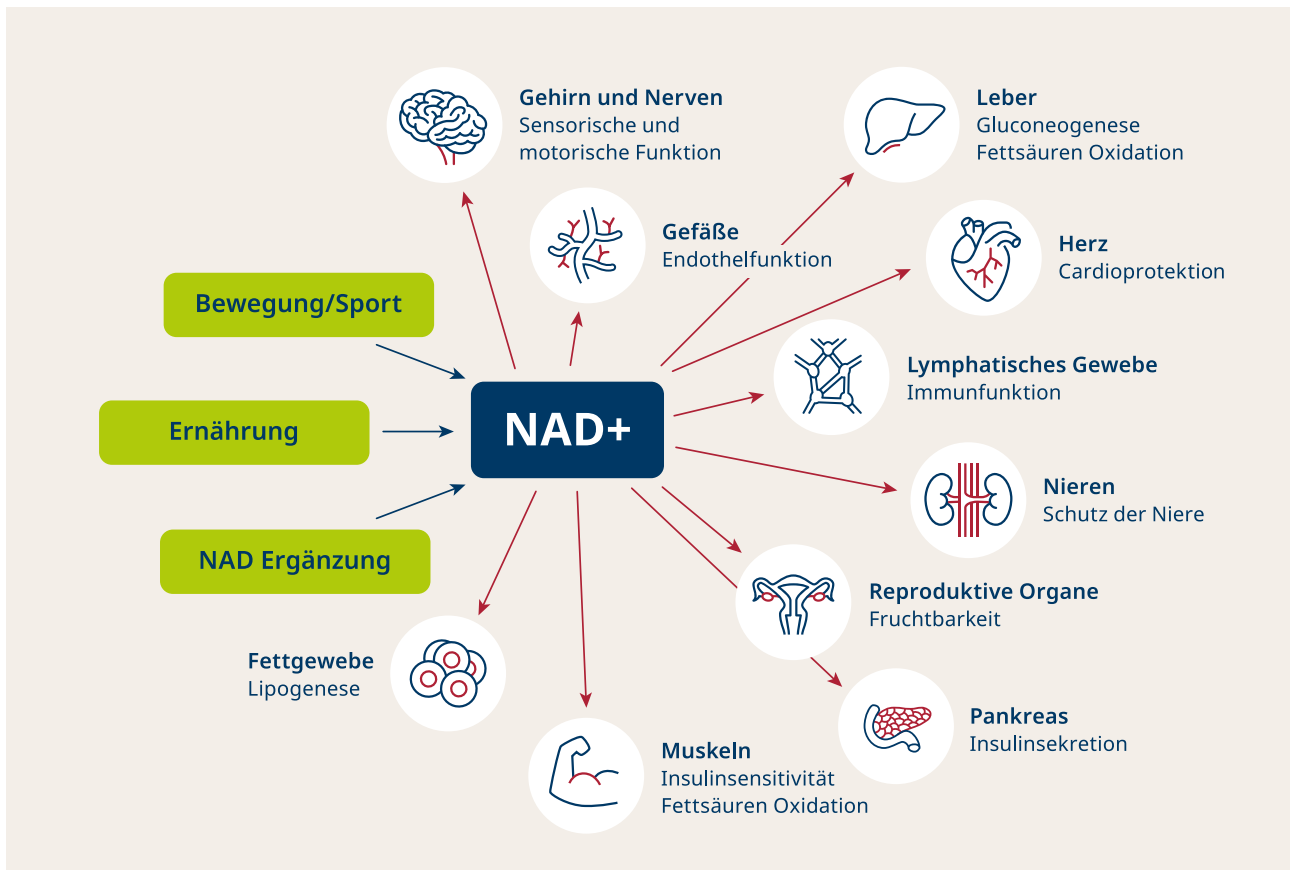 Gehirn und Nerven
Sensorische und
motorische Funktion
Leber
Gluconeogenese
Fettsäuren Oxidation
Gefäße
Endothelfunktion
Herz
Cardioprotektion
Bewegung/Sport
Ernährung
NAD Ergänzung
NAD+
Lymphatisches Gewebe
Immunfunktion
Nieren
Schutz der Niere
Reproduktive Organe
Fruchtbarkeit
Fettgewebe
Lipogenese
Pankreas
Insulinsekretion
Muskeln
Insulinsensitivität
Fettsäuren Oxidation